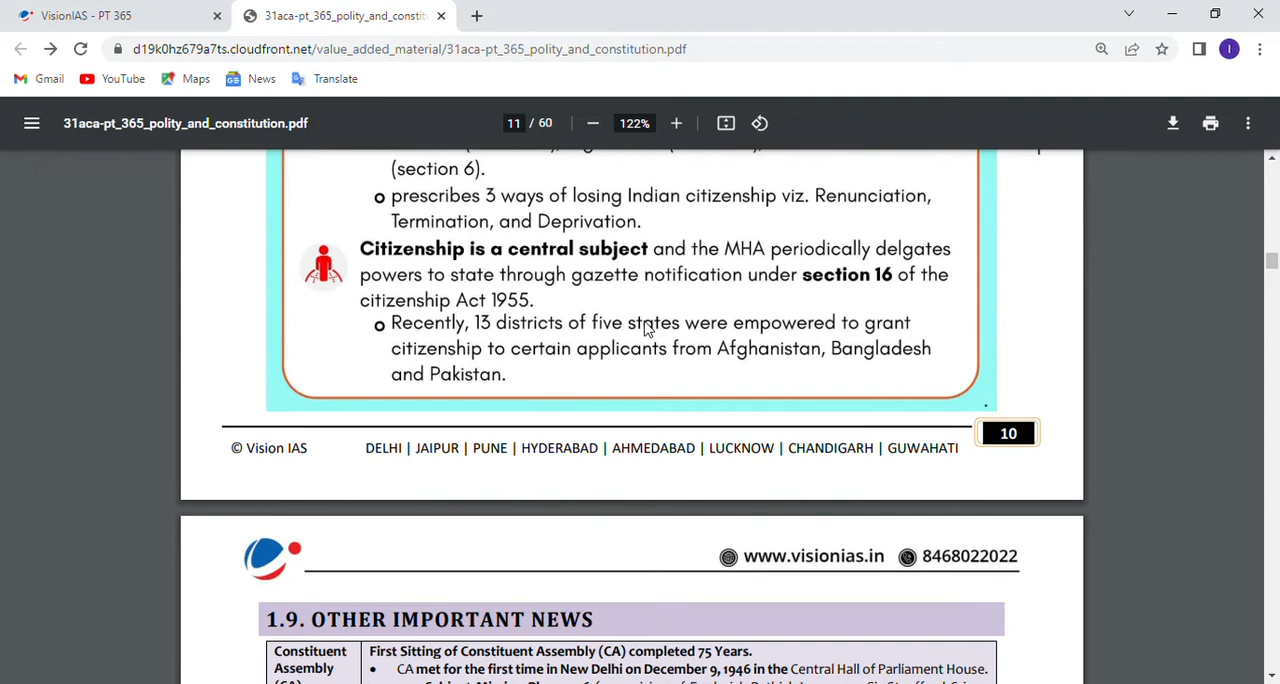 VisionIAS - PT 365
31aca-pt_365_polity_and_constit
d19k0hz679a7ts.cloudfront.net/value_added_material/31aca-pt_365_polity_and_constitution.pdf
I
Gmail YouTube Maps News Translate
31aca-pt_365_polity_and_constitution.pdf 11 / 60 122%
(section 6).
prescribes 3 ways of losing Indian citizenship viz. Renunciation,
Termination, and Deprivation.
Citizenship is a central subject and the MHA periodically delgates
powers to state through gazette notification under section 16 of the
citizenship Act 1955.
Recently, 13 districts of five states were empowered to grant
citizenship to certain applicants from Afghanistan, Bangladesh
and Pakistan.
10
© Vision IAS DELHI | JAIPUR | PUNE | HYDERABAD | AHMEDABAD | LUCKNOW | CHANDIGARH | GUWAHATI
www.visionias.in 8468022022
1.9. OTHER IMPORTANT NEWS
Constituent First Sitting of Constituent Assembly (CA) completed 75 Years.
Assembly • CA met for the first time in New Delhi on December 9, 1946 in the Central Hall of Parliament House.